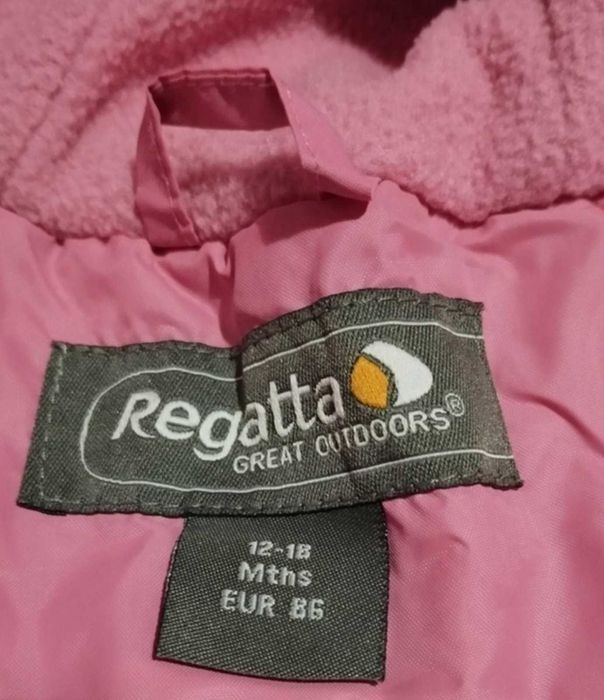 Regatta
GREAT OUTDOORS®
12-18
Mths
EUR 86